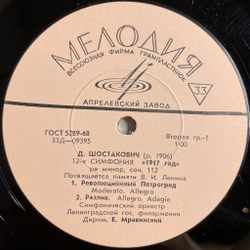 МЕЛОДИЯ
ВСЕСОЮЗНАЯ ФИРМА ГРАМПЛАСТИНОК
33
АПРЕЛЕВСКИЙ ЗАВОД
ГОСТ 5289-68
Вторая гр.-1
33Д—09395
1-00
Д. ШОСТАКОВИЧ (р. 1906)
12-я СИМФОНИЯ «1917 год»
ре минор, соч. 112
Посвящается памяти В. И. Ленина
1. Революционный Петроград
Moderato. Allegro
2. Разлив. Allegro, Adagio
Симфонический оркестр
Ленинградской гос. филармонии
Дириж. Е. Мравинский